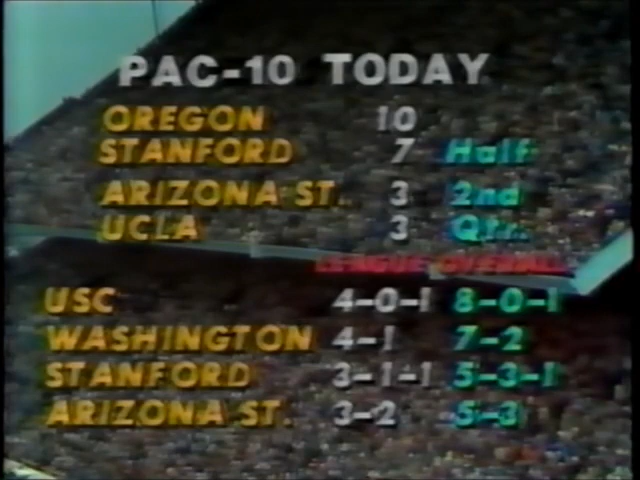 PAC-10 TODAY
OREGON 10
STANFORD 7 Half
ARIZONA ST. 3 2nd
UCLA 3 Qtr.
LEAGUE OVERALL
USC 4-0-1 8-0-1
WASHINGTON 4-1 7-2
STANFORD 3-1-1 5-3-1
ARIZONA ST. 3-2 5-3